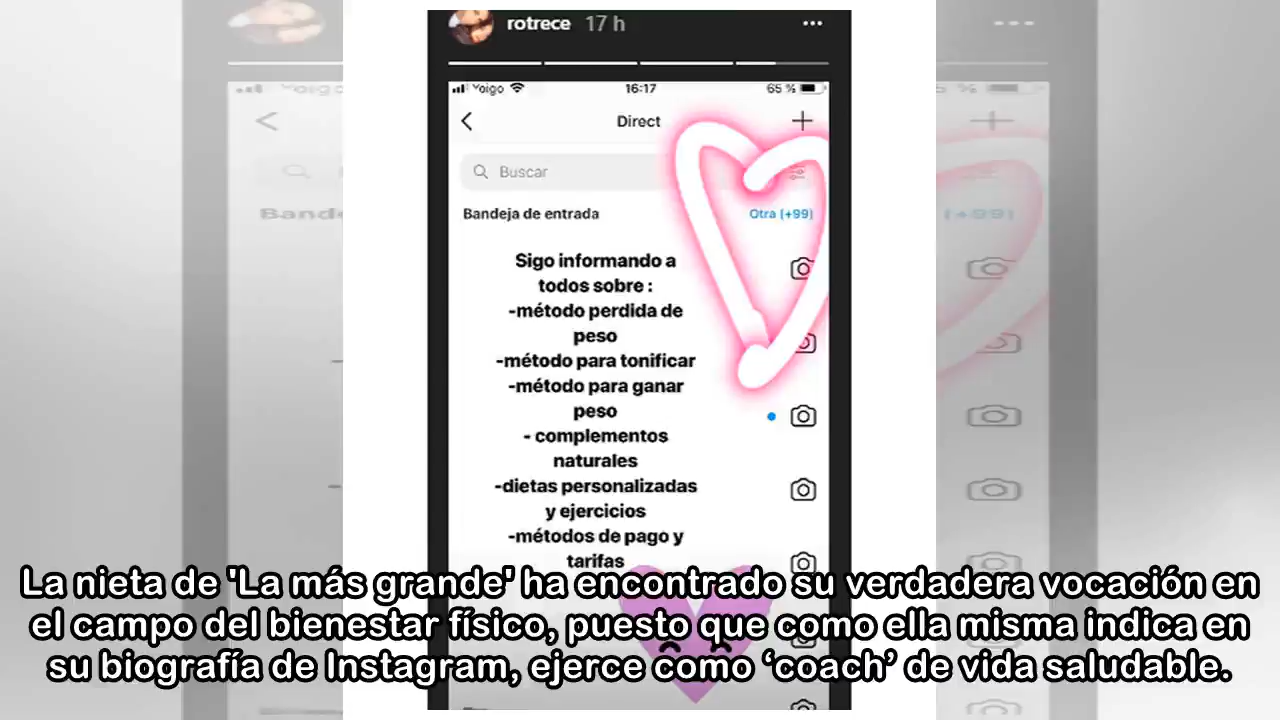 rotrece 17 h
Yoigo 16:17 65 %
Direct
Buscar
Bandeja de entrada Otra (+99)
Sigo informando a
todos sobre :
-método perdida de
peso
-método para tonificar
-método para ganar
peso
- complementos
naturales
-dietas personalizadas
y ejercicios
-métodos de pago y
tarifas
La nieta de 'La más grande' ha encontrado su verdadera vocación en
el campo del bienestar físico, puesto que como ella misma indica en
su biografía de Instagram, ejerce como ‘coach’ de vida saludable.